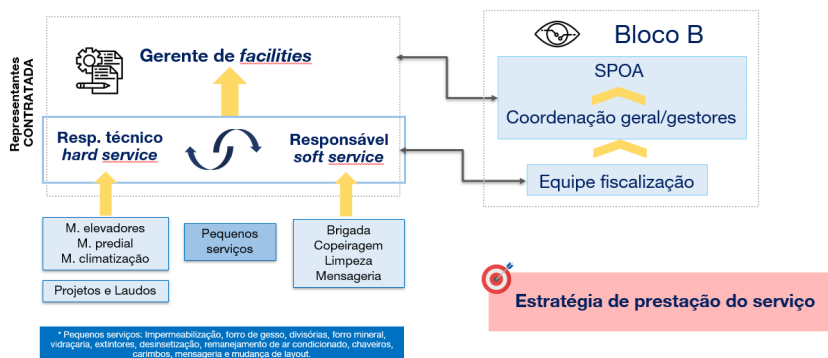 Representantes
CONTRATADA
Gerente de facilities
Resp. técnico
hard service
Responsável
soft service
M. elevadores
M. predial
M. climatização
Projetos e Laudos
Pequenos
serviços
Brigada
Copeiragem
Limpeza
Mensageria
* Pequenos serviços: Impermeabilização, forro de gesso, divisórias, forro mineral,
vidraçaria, extintores, desinsetização, remanejamento de ar condicionado, chaveiros,
carimbos, mensageria e mudança de layout.
Bloco B
SPOA
Coordenação geral/gestores
Equipe fiscalização
Estratégia de prestação do serviço